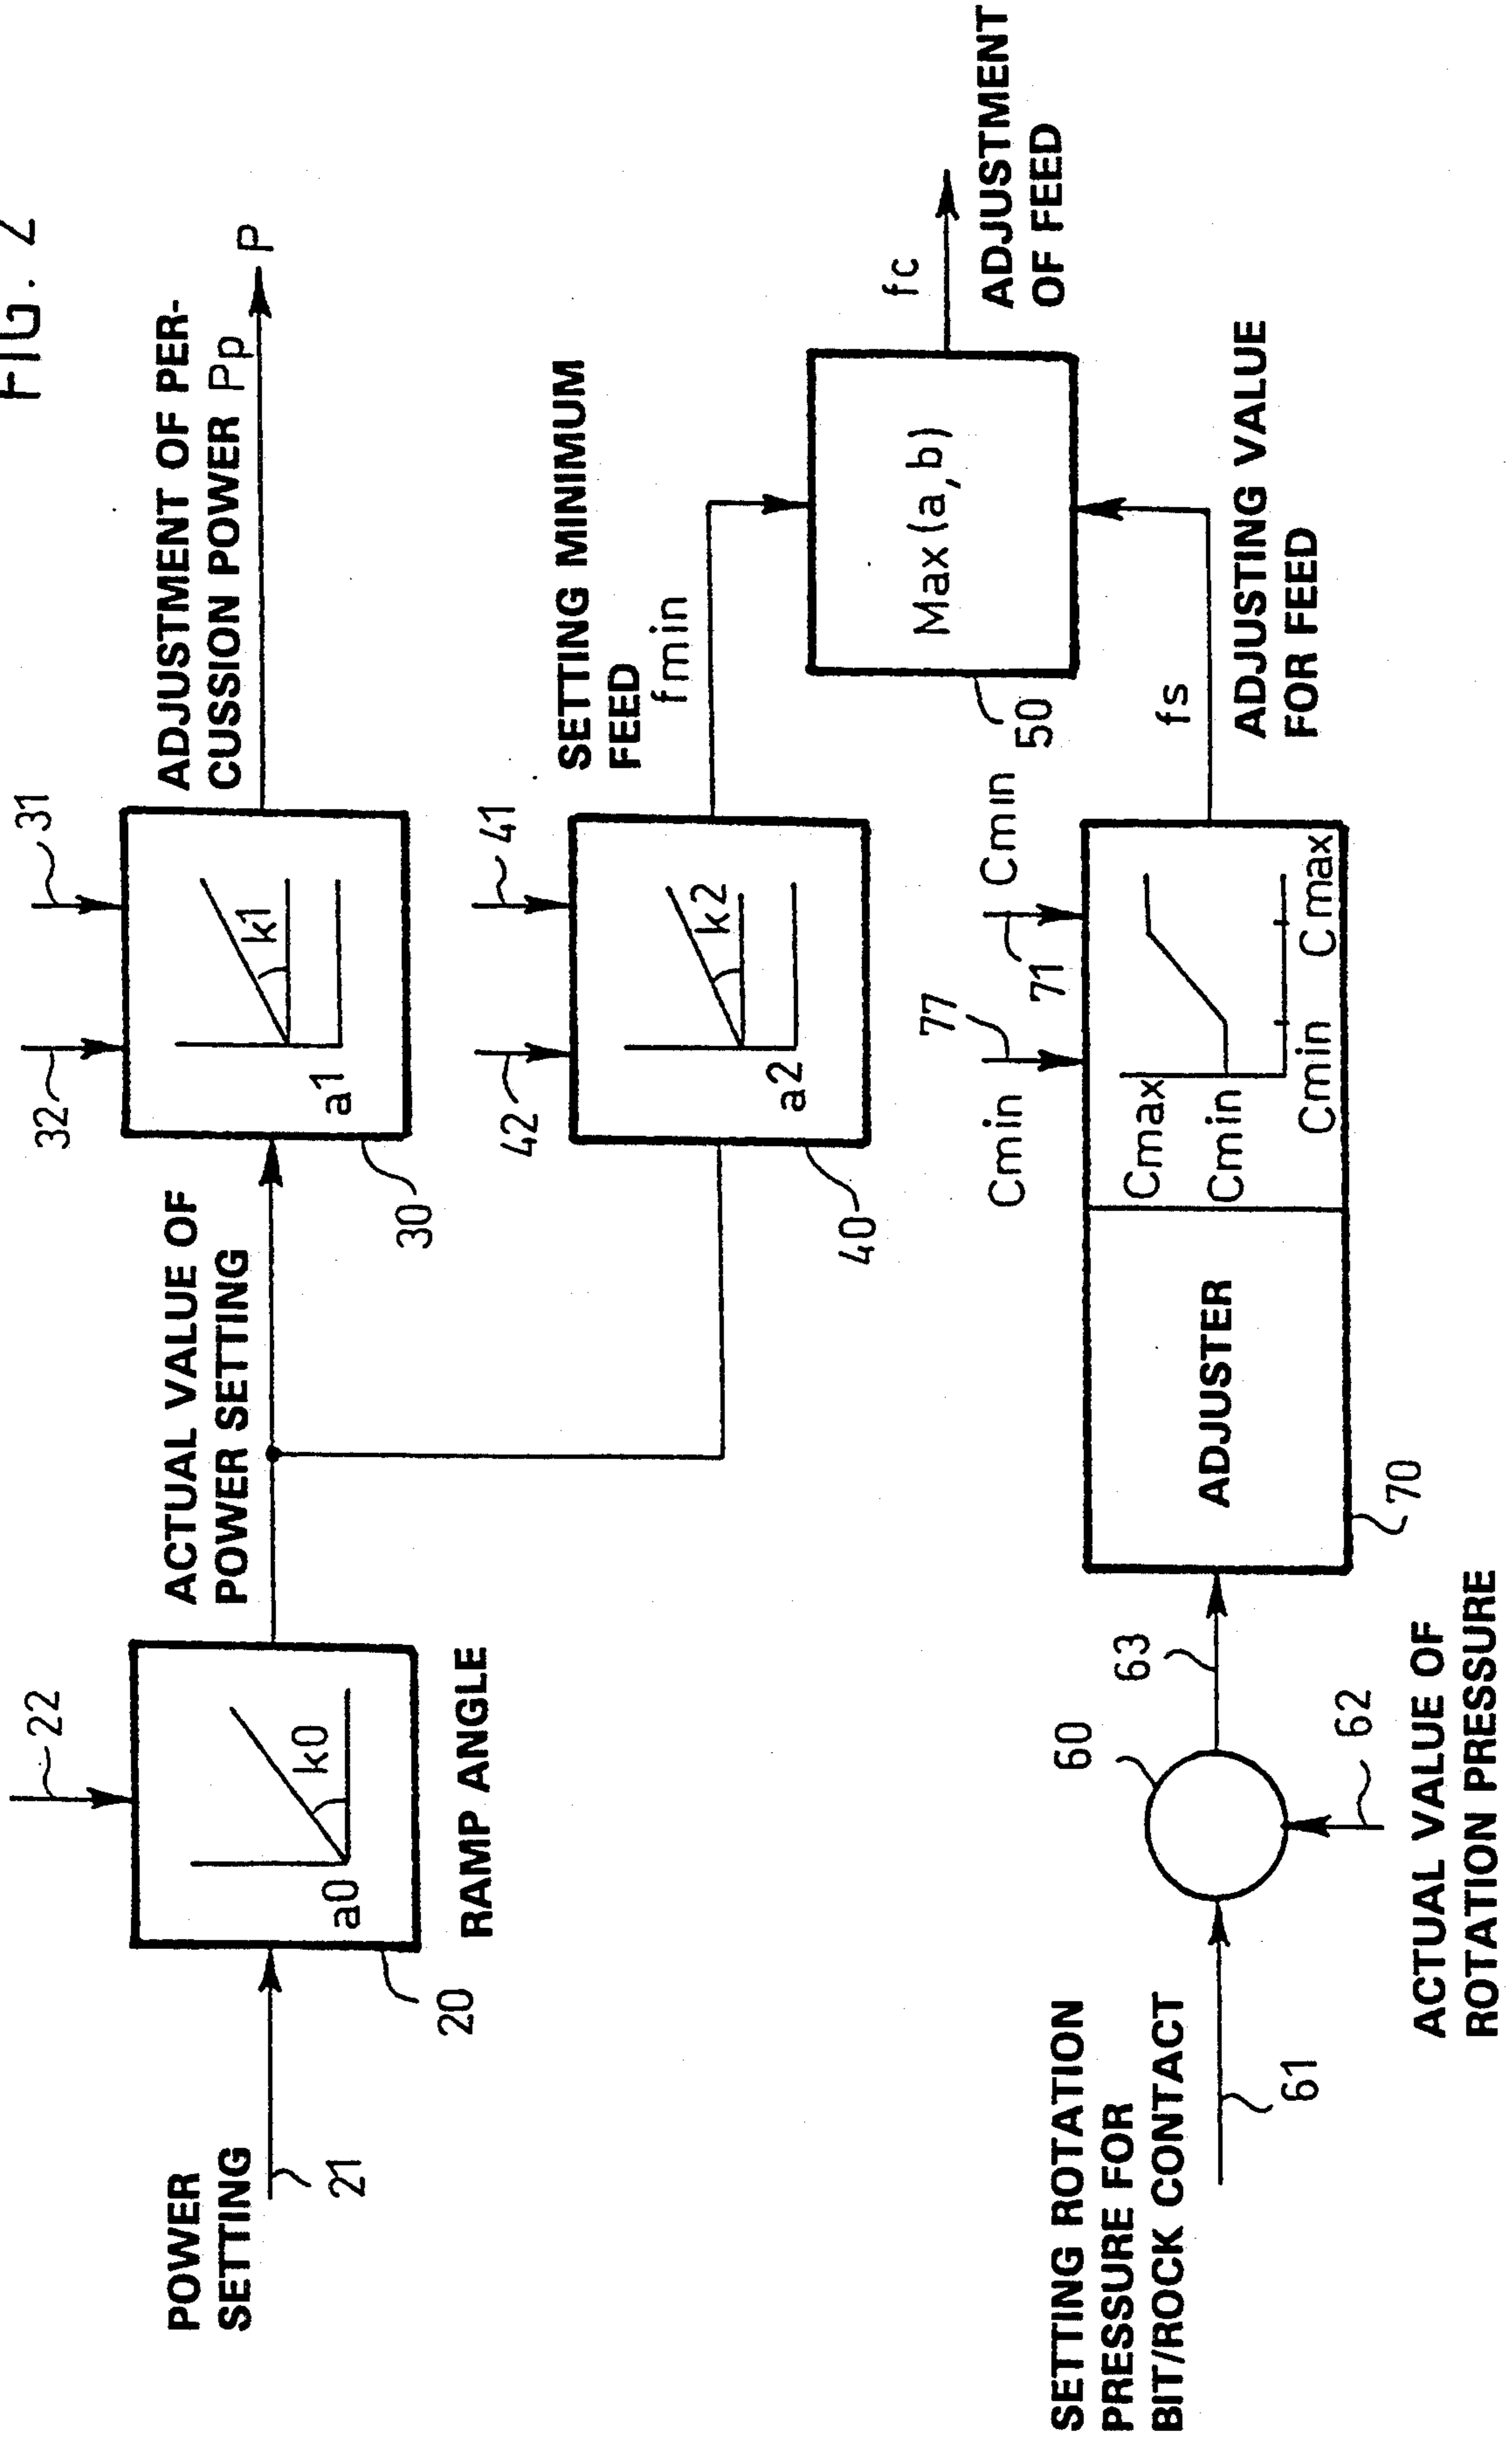 FIG. 2
POWER
SETTING
21
20
22
a0
k0
RAMP ANGLE
ACTUAL VALUE OF
POWER SETTING
32
31
a1
k1
30
ADJUSTMENT OF PER-
CUSSION POWER Pp
P
42
41
a2
k2
40
SETTING MINIMUM
FEED
fmin
Max(a,b)
50
fc
ADJUSTMENT
OF FEED
SETTING ROTATION
PRESSURE FOR
BIT/ROCK CONTACT
61
60
62
63
ACTUAL VALUE OF
ROTATION PRESSURE
ADJUSTER
70
Cmin
77
71
Cmin
Cmax
Cmin
Cmin
Cmax
fs
ADJUSTING VALUE
FOR FEED